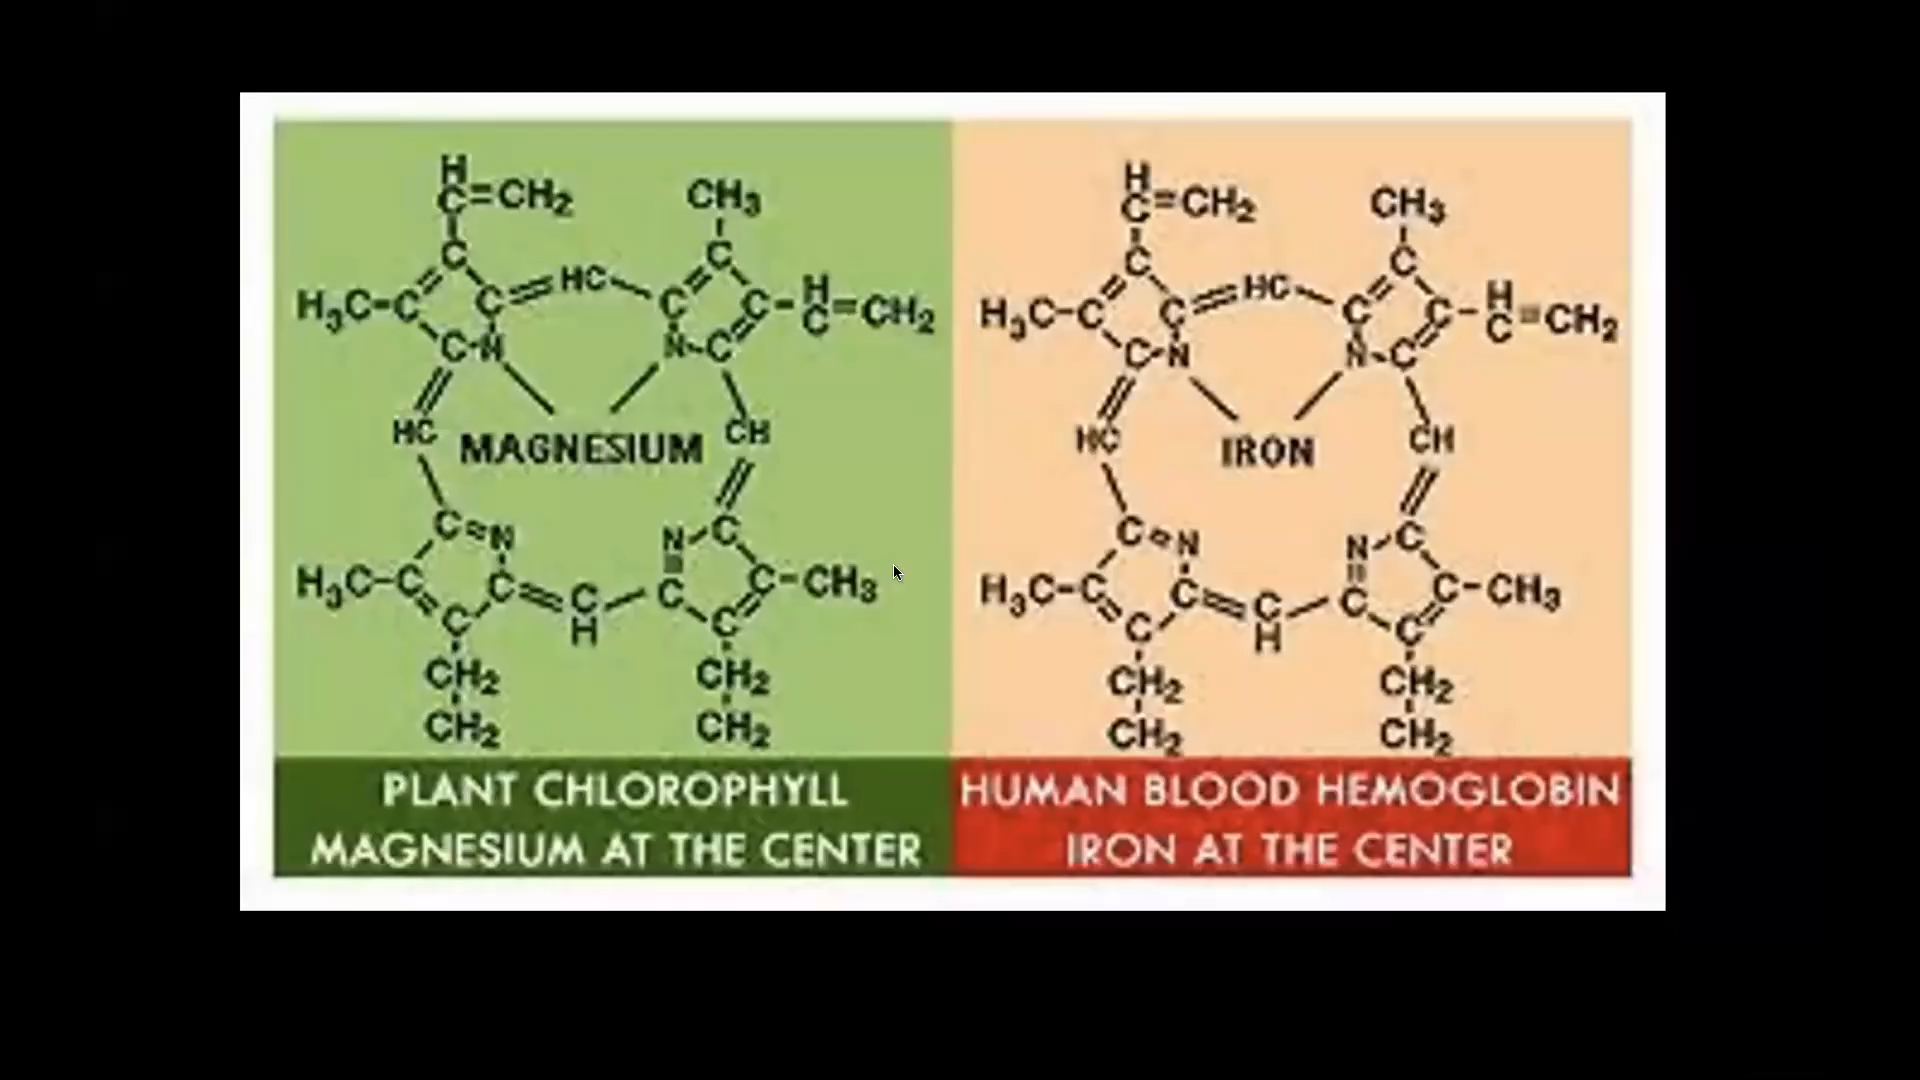 H
C=CH₂
CH₃
C
C
H₃C-C
C
HC
C
C
H
C=CH₂
C-N
N-C
HC
MAGNESIUM
CH
C=N
N-C
H₃C-C
C
C
H
C
C-CH₃
C
C
CH₂
CH₂
CH₂
CH₂
PLANT CHLOROPHYLL
MAGNESIUM AT THE CENTER
H
C=CH₂
CH₃
C
C
H₃C-C
C
HC
C
C
H
C=CH₂
C-N
N-C
HC
IRON
CH
C=N
N-C
H₃C-C
C
C
H
C
C-CH₃
C
C
CH₂
CH₂
CH₂
CH₂
HUMAN BLOOD HEMOGLOBIN
IRON AT THE CENTER